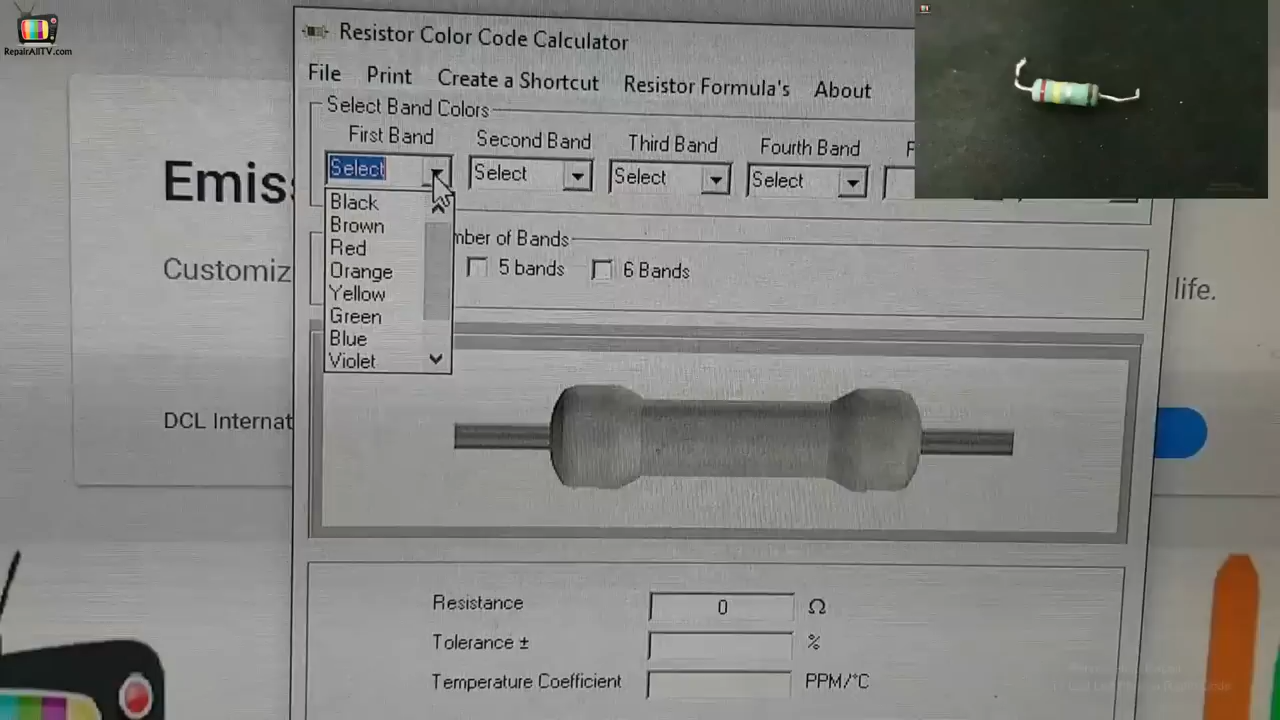 RepairAllTV.com
Resistor Color Code Calculator
File Print Create a Shortcut Resistor Formula's About
Select Band Colors
First Band Second Band Third Band Fourth Band F
Select Select Select Select
Black
Brown
Red
Orange
Yellow
Green
Blue
Violet
mber of Bands
5 bands 6 Bands
Emis
Customiz
life.
DCL Internat
Resistance 0 Ω
Tolerance ± %
Temperature Coefficient PPM/°C